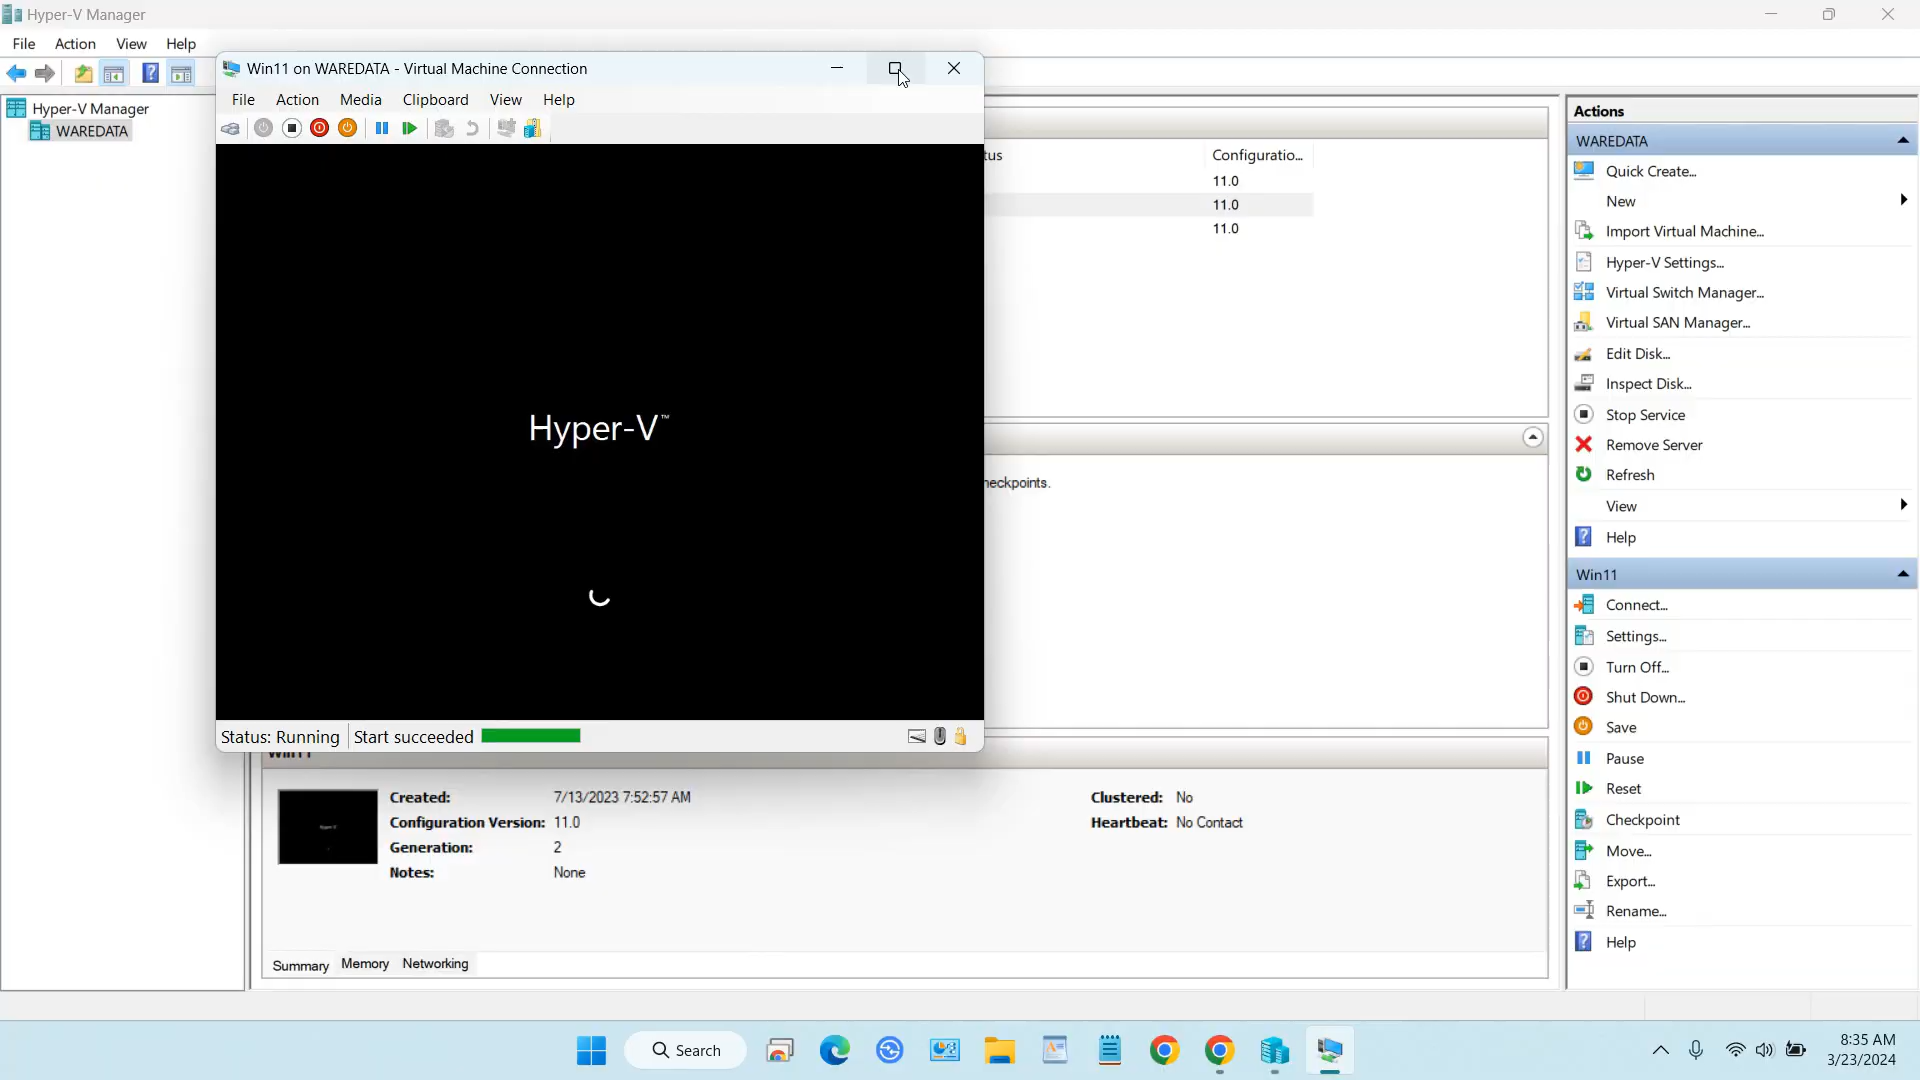 Hyper-V Manager
File Action View Help
Hyper-V Manager
WAREDATA
Win11 on WAREDATA - Virtual Machine Connection
File Action Media Clipboard View Help
Hyper-V™
Status: Running Start succeeded
tus Configuratio...
11.0
11.0
11.0
heckpoints.
Win11
Created: 7/13/2023 7:52:57 AM Clustered: No
Configuration Version: 11.0 Heartbeat: No Contact
Generation: 2
Notes: None
Summary Memory Networking
Actions
WAREDATA
Quick Create...
New
Import Virtual Machine...
Hyper-V Settings...
Virtual Switch Manager...
Virtual SAN Manager...
Edit Disk...
Inspect Disk...
Stop Service
Remove Server
Refresh
View
Help
Win11
Connect...
Settings...
Turn Off...
Shut Down...
Save
Pause
Reset
Checkpoint
Move...
Export...
Rename...
Help
Search
8:35 AM
3/23/2024